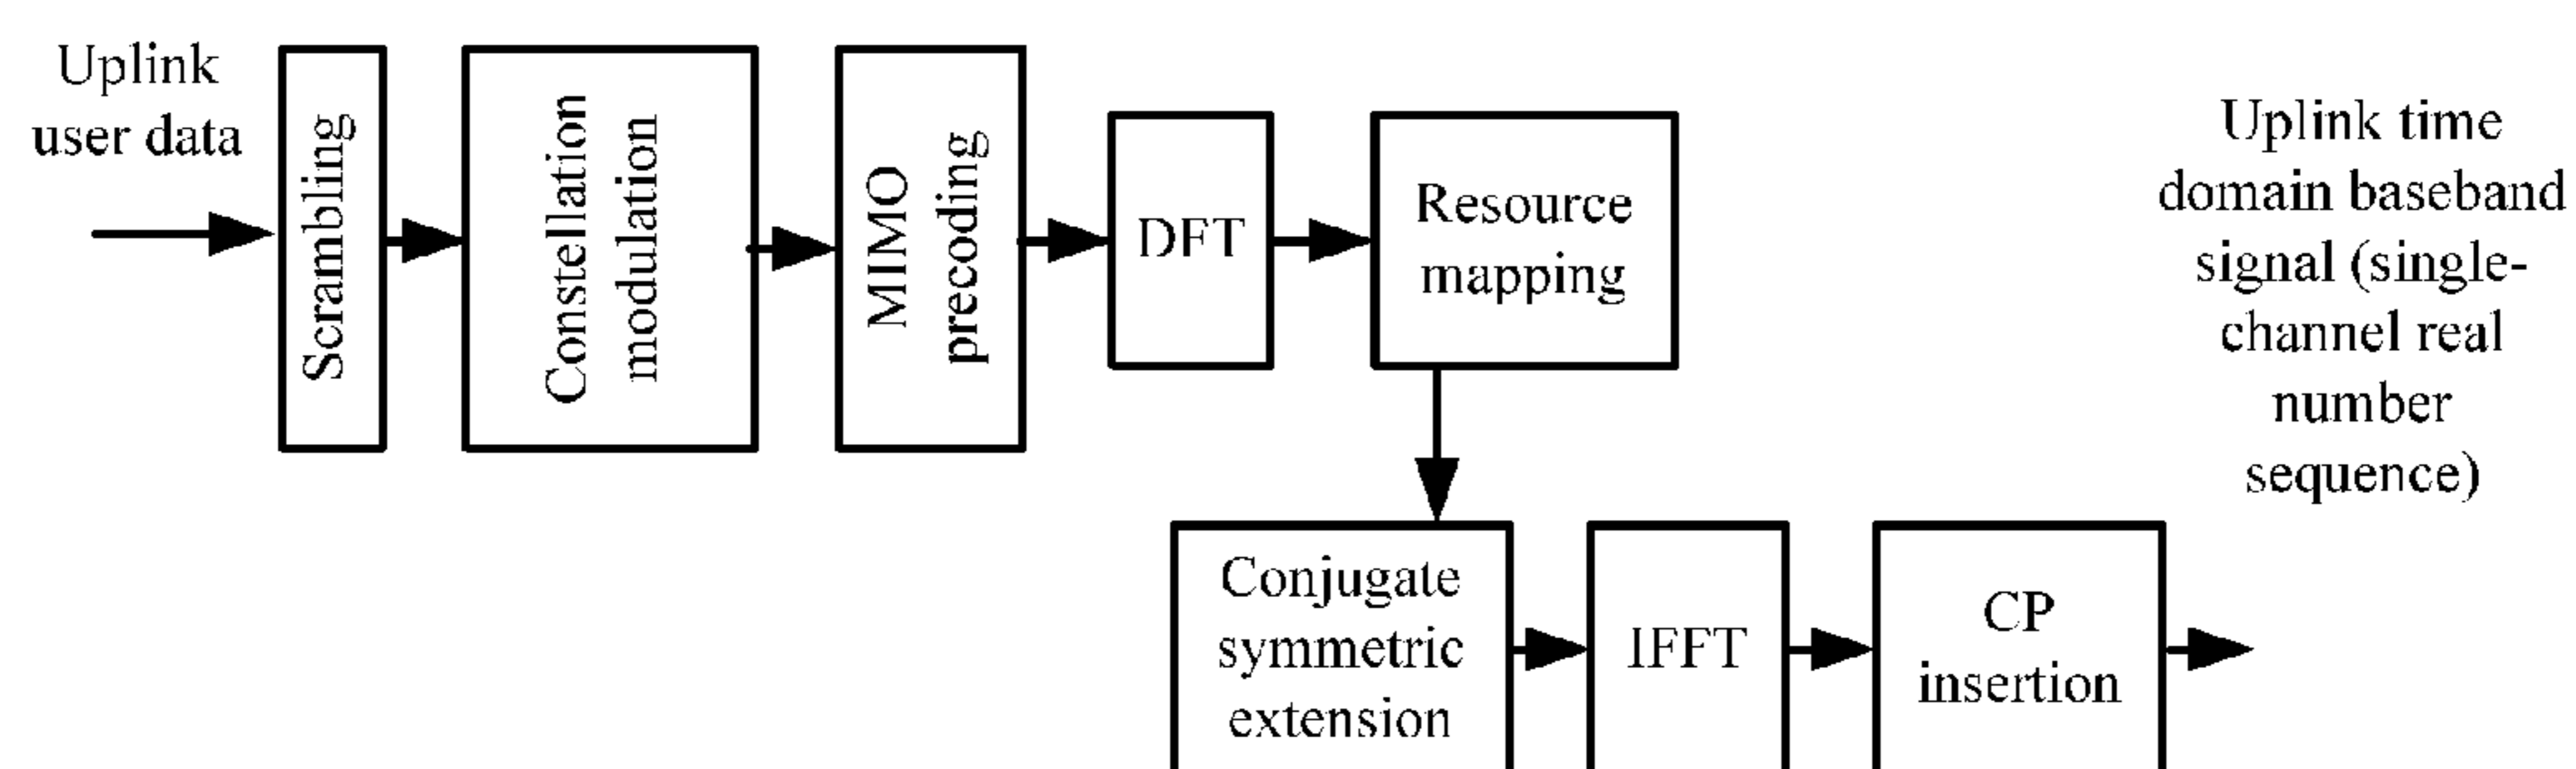 Uplink
user data
Scrambling
Constellation
modulation
MIMO
precoding
DFT
Resource
mapping
Uplink time
domain baseband
signal (single-
channel real
number
sequence)
Conjugate
symmetric
extension
IFFT
CP
insertion